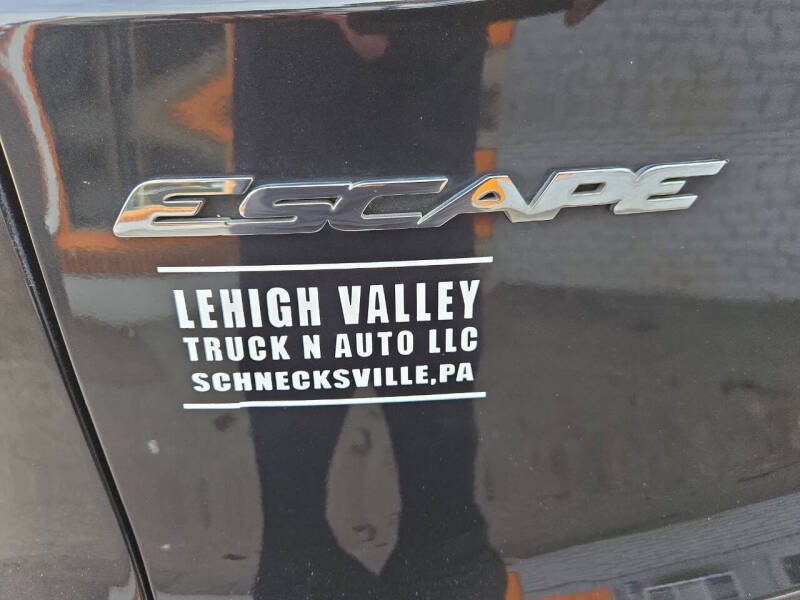 ESCAPE
LEHIGH VALLEY
TRUCK N AUTO LLC
SCHNECKSVILLE,PA